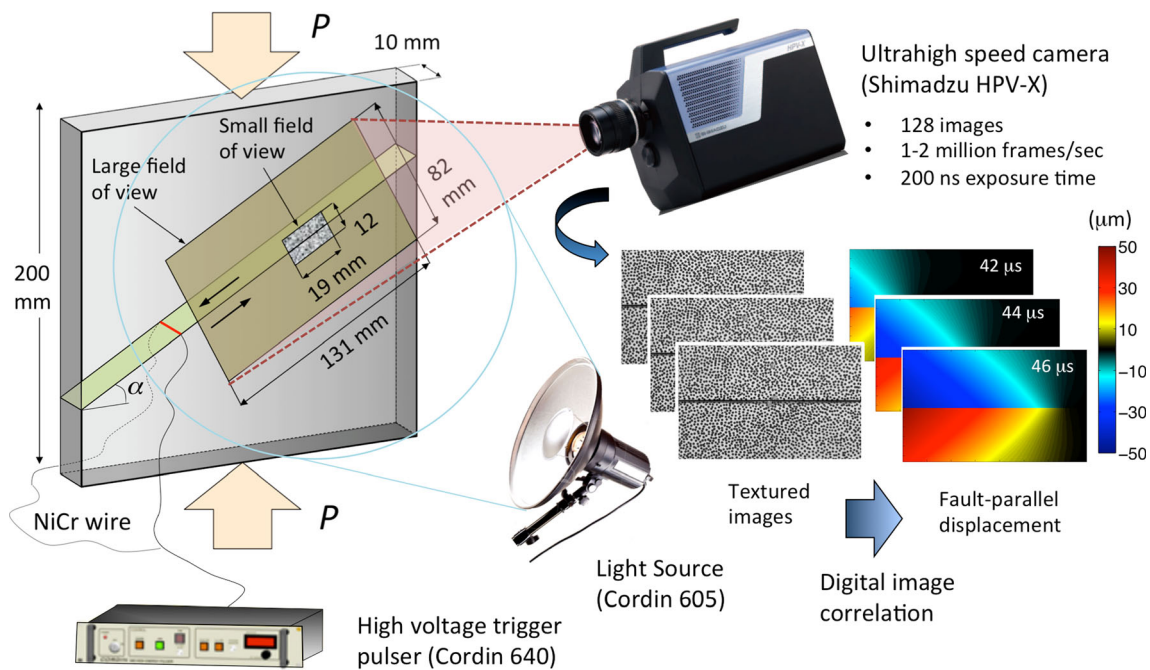 P
10 mm
Small field
of view
Large field
of view
82
mm
12
19 mm
131 mm
200
mm
α
NiCr wire
P
High voltage trigger
pulser (Cordin 640)
Light Source
(Cordin 605)
HPV-X
Ultrahigh speed camera
(Shimadzu HPV-X)
• 128 images
• 1-2 million frames/sec
• 200 ns exposure time
(μm)
50
30
10
−10
−30
−50
42 μs
44 μs
46 μs
Textured
images
Fault-parallel
displacement
Digital image
correlation